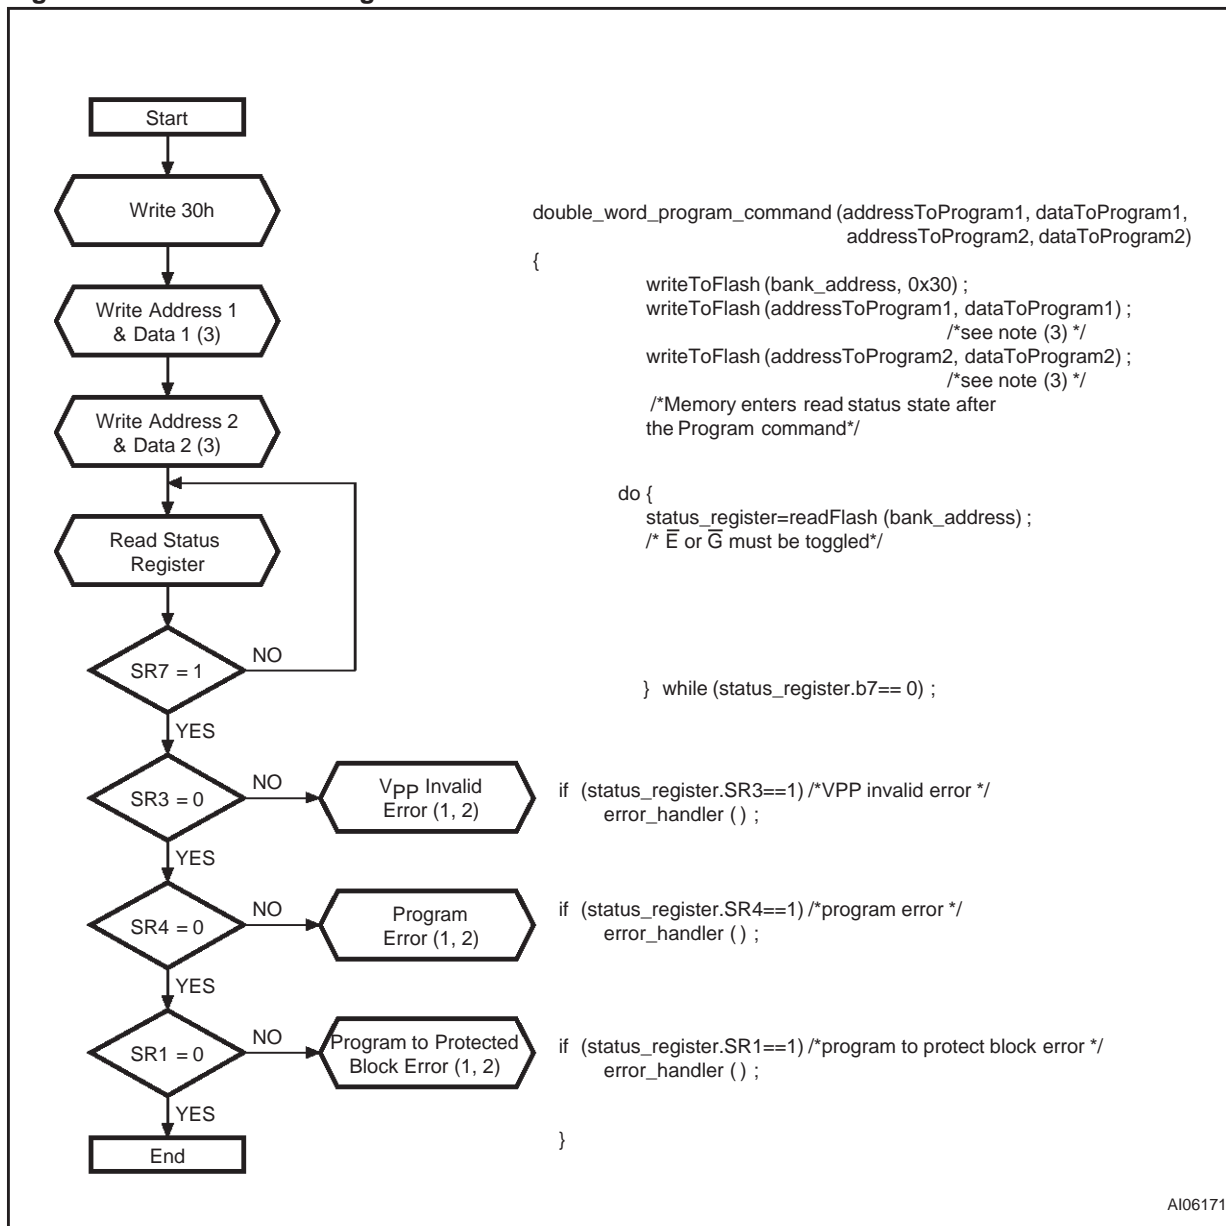 Start
Write 30h
Write Address 1
& Data 1 (3)
Write Address 2
& Data 2 (3)
Read Status
Register
SR7 = 1
NO
YES
SR3 = 0
NO
VPP Invalid
Error (1, 2)
YES
SR4 = 0
NO
Program
Error (1, 2)
YES
SR1 = 0
NO
Program to Protected
Block Error (1, 2)
YES
End
double_word_program_command (addressToProgram1, dataToProgram1,
addressToProgram2, dataToProgram2)
{
writeToFlash (bank_address, 0x30) ;
writeToFlash (addressToProgram1, dataToProgram1) ;
/*see note (3) */
writeToFlash (addressToProgram2, dataToProgram2) ;
/*see note (3) */
/*Memory enters read status state after
the Program command*/
do {
status_register=readFlash (bank_address) ;
/* E̅ or G̅ must be toggled*/
} while (status_register.b7== 0) ;
if (status_register.SR3==1) /*VPP invalid error */
error_handler ( ) ;
if (status_register.SR4==1) /*program error */
error_handler ( ) ;
if (status_register.SR1==1) /*program to protect block error */
error_handler ( ) ;
}
AI06171